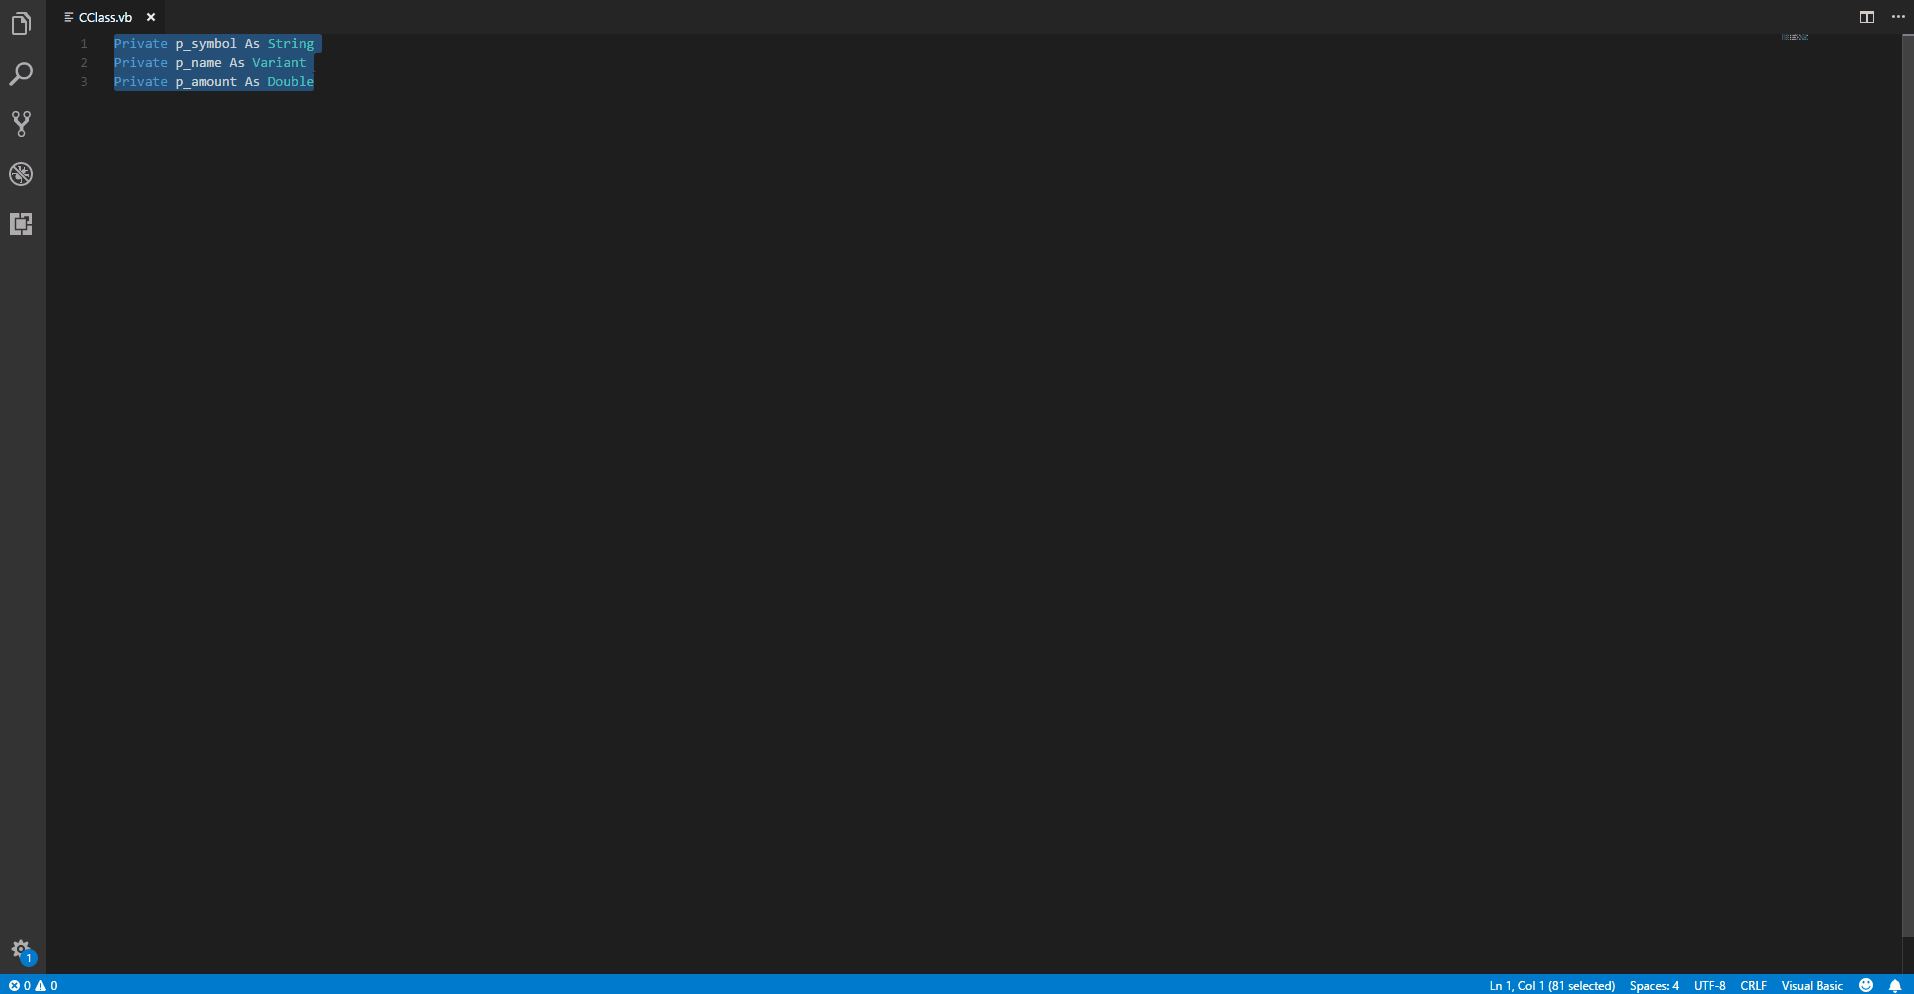 CClass.vb
1 Private p_symbol As String
2 Private p_name As Variant
3 Private p_amount As Double
1
0 0 Ln 1, Col 1 (81 selected) Spaces: 4 UTF-8 CRLF Visual Basic